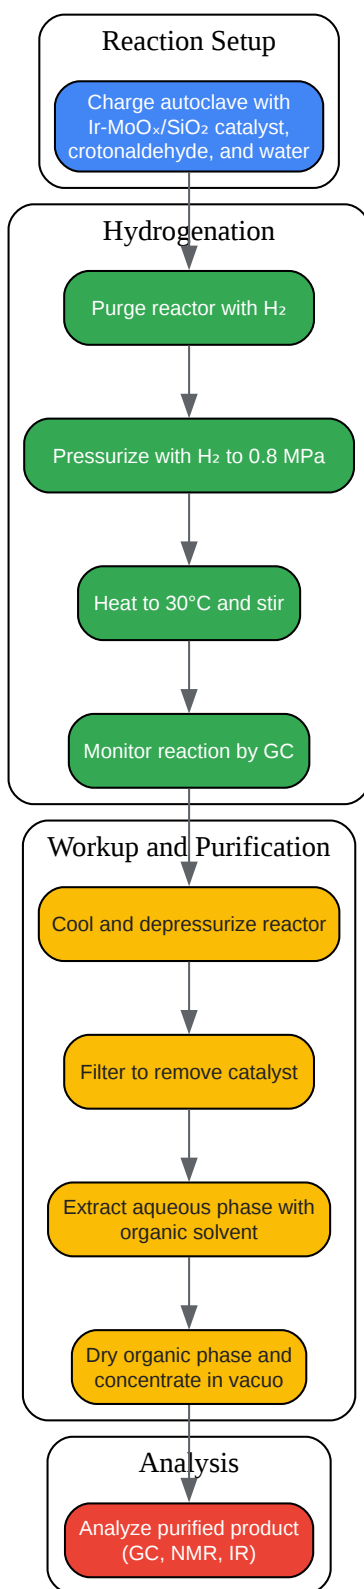 Reaction Setup
Charge autoclave with
Ir-MoOₓ/SiO₂ catalyst,
crotonaldehyde, and water
Hydrogenation
Purge reactor with H₂
Pressurize with H₂ to 0.8 MPa
Heat to 30°C and stir
Monitor reaction by GC
Workup and Purification
Cool and depressurize reactor
Filter to remove catalyst
Extract aqueous phase with
organic solvent
Dry organic phase and
concentrate in vacuo
Analysis
Analyze purified product
(GC, NMR, IR)